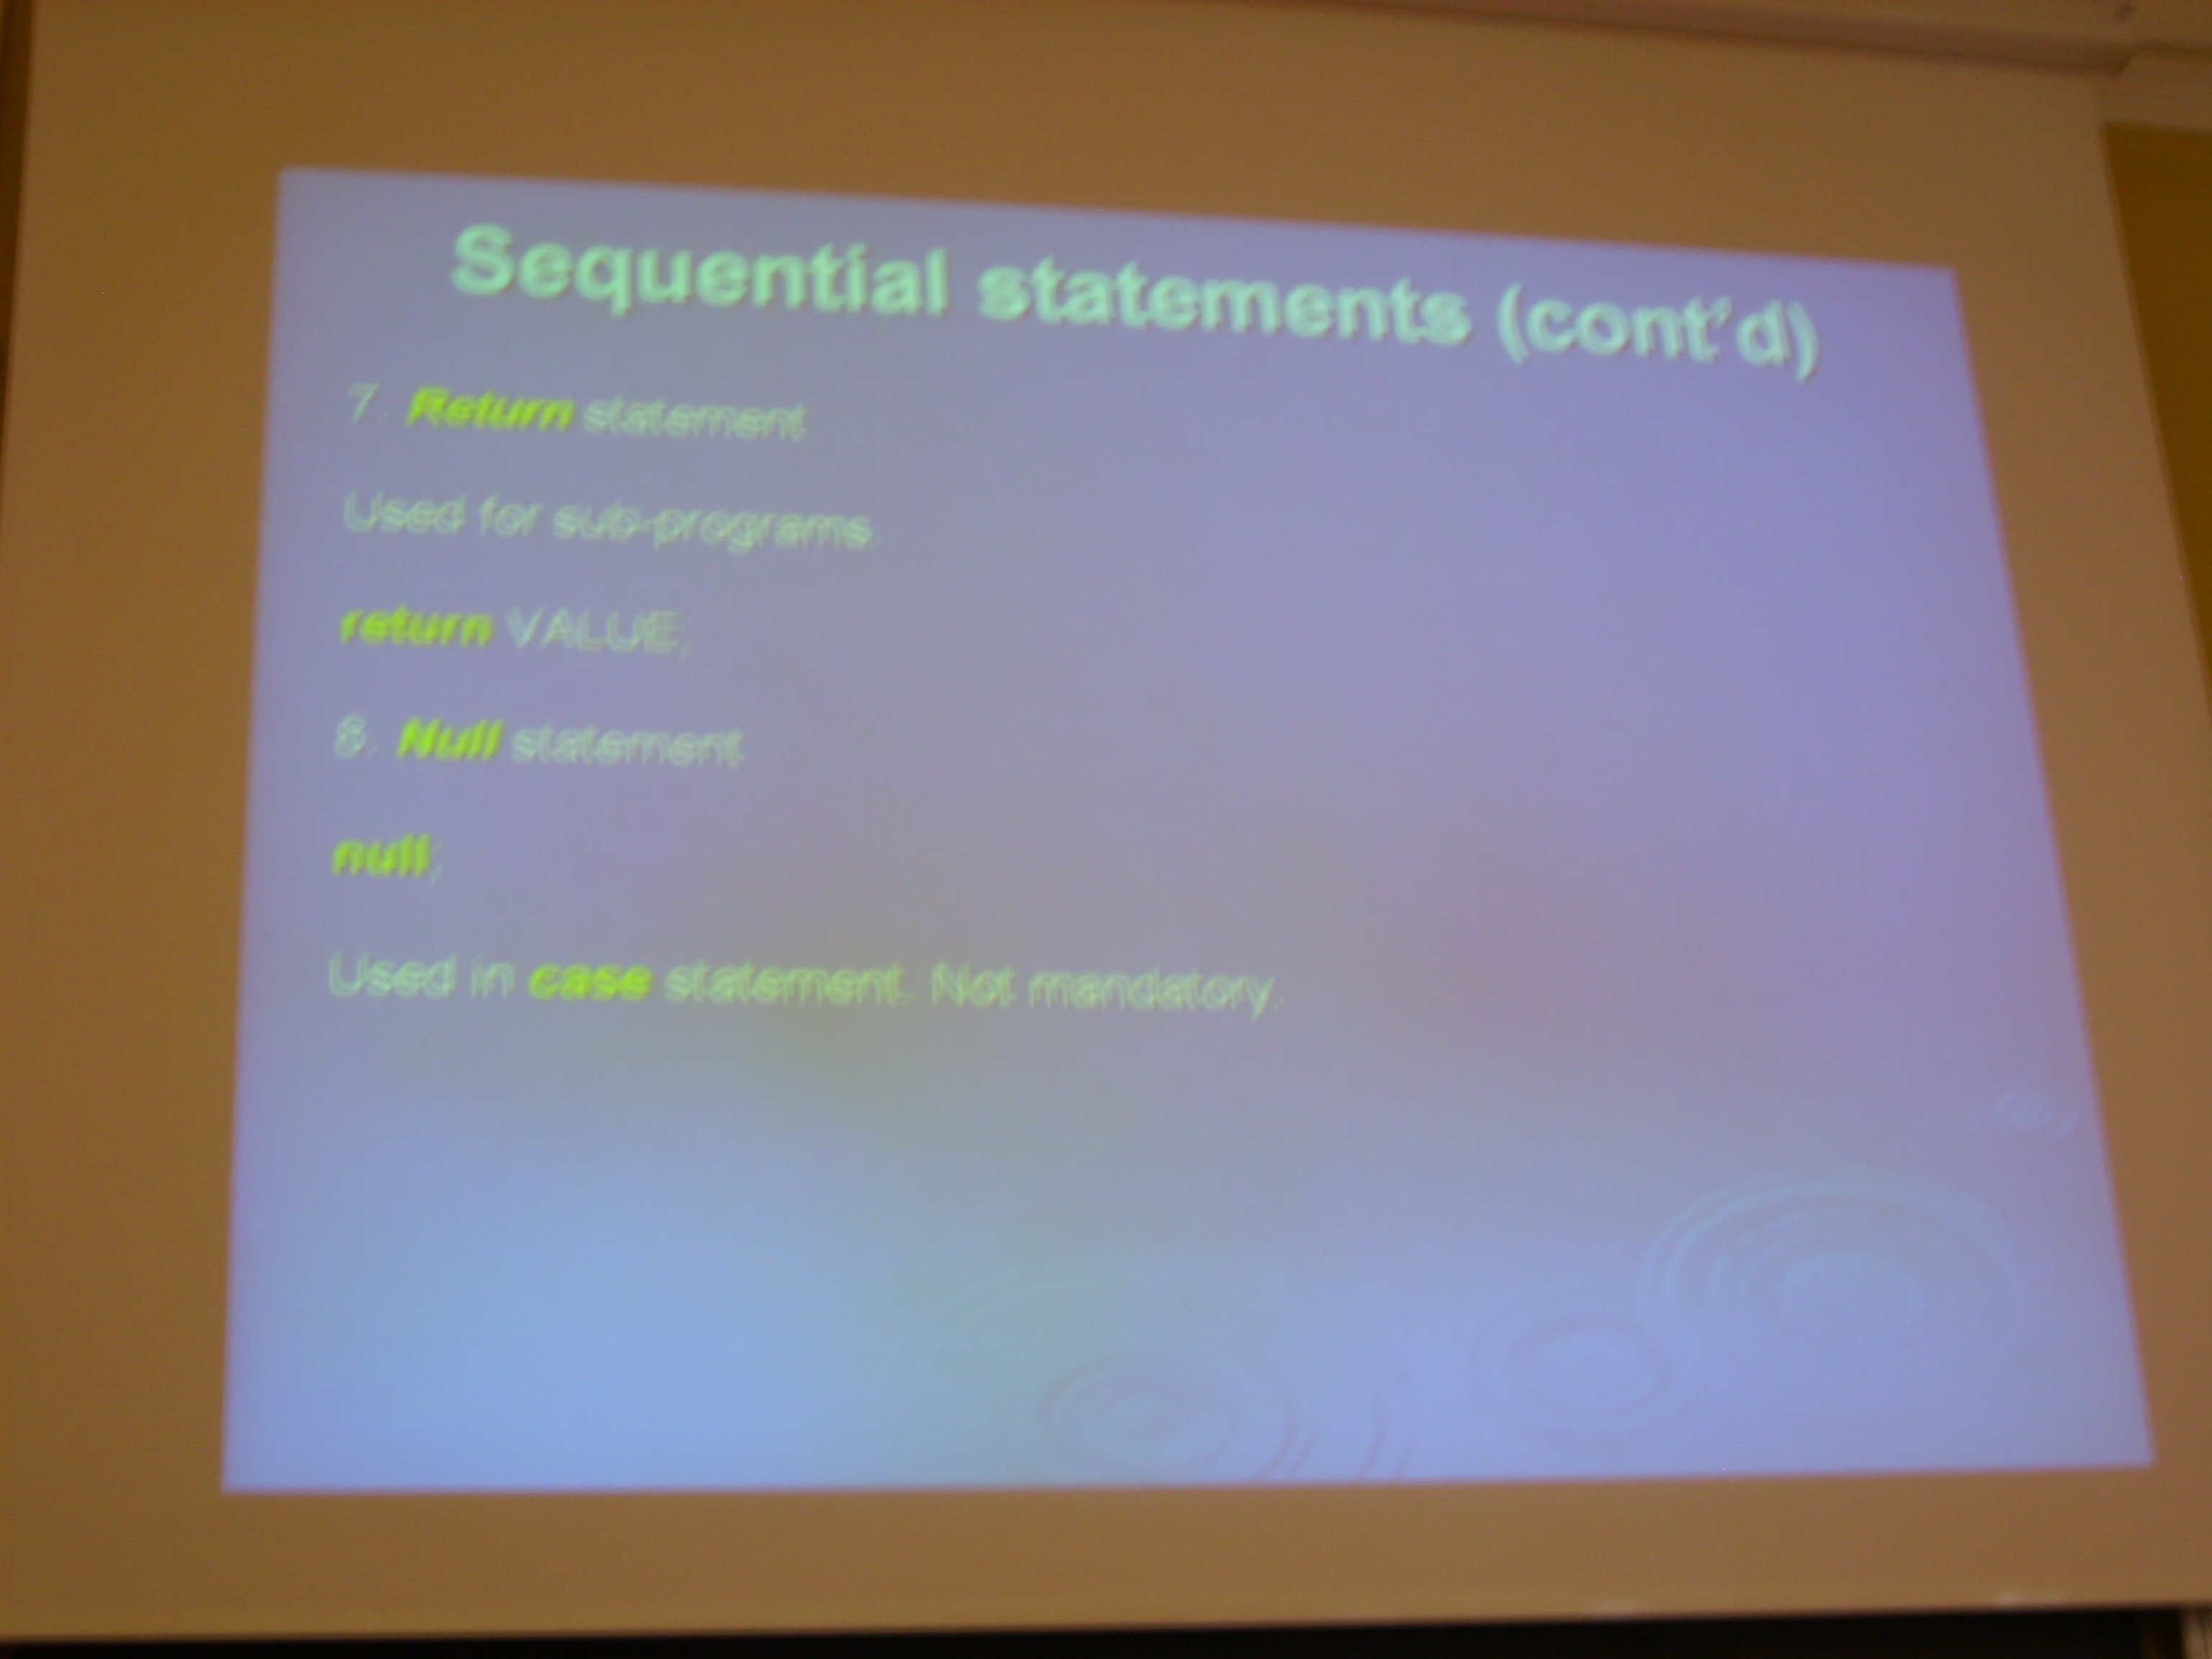 Sequential statements (cont'd)
7. Return statement
Used for sub-programs.
return VALUE;
8. Null statement
null;
Used in case statement. Not mandatory.